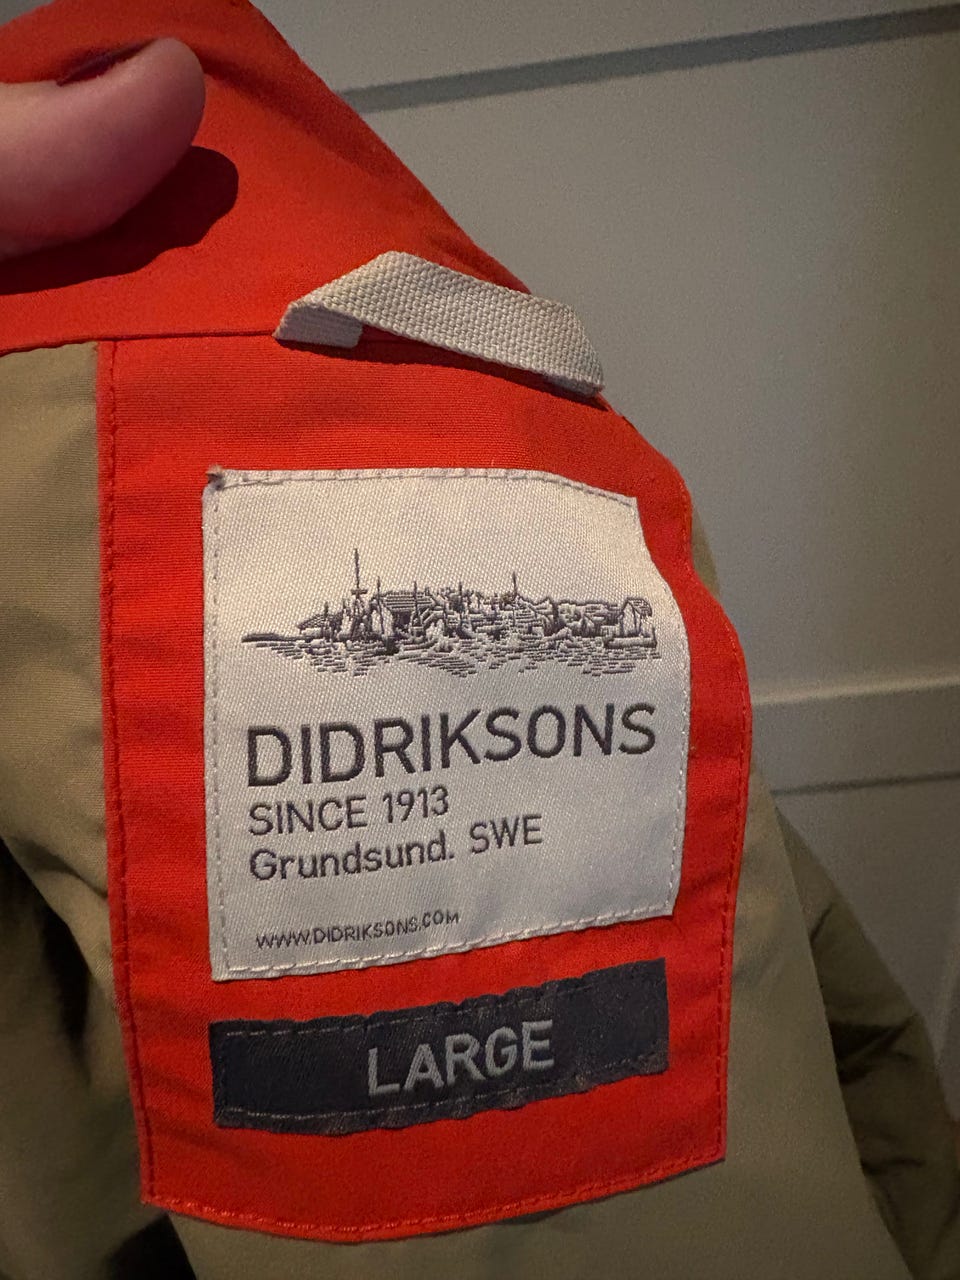 DIDRIKSONS
SINCE 1913
Grundsund. SWE
WWW.DIDRIKSONS.COM
LARGE